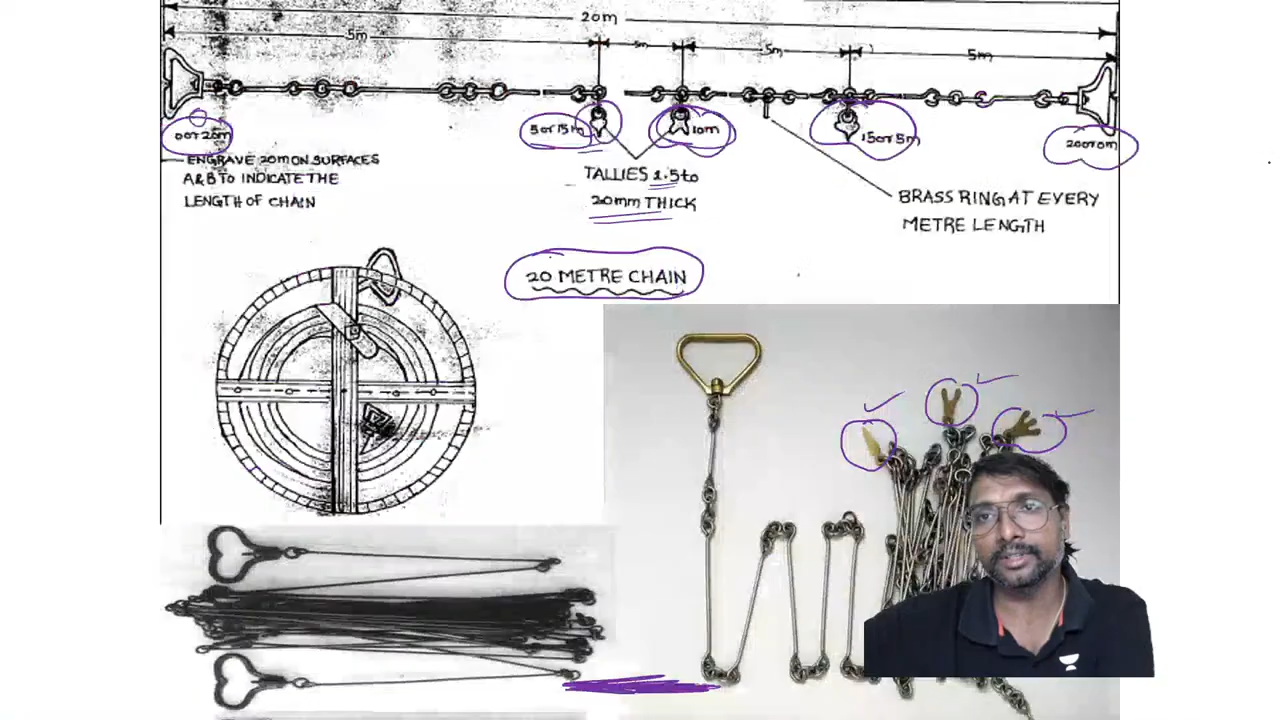 20m
5m
5m
5m
5m
0 or 20m
5 or 15m
10m
15 or 5m
20 or 0m
ENGRAVE 20m ON SURFACES
A & B TO INDICATE THE
LENGTH OF CHAIN
TALLIES 1.5 to
20mm THICK
BRASS RING AT EVERY
METRE LENGTH
20 METRE CHAIN